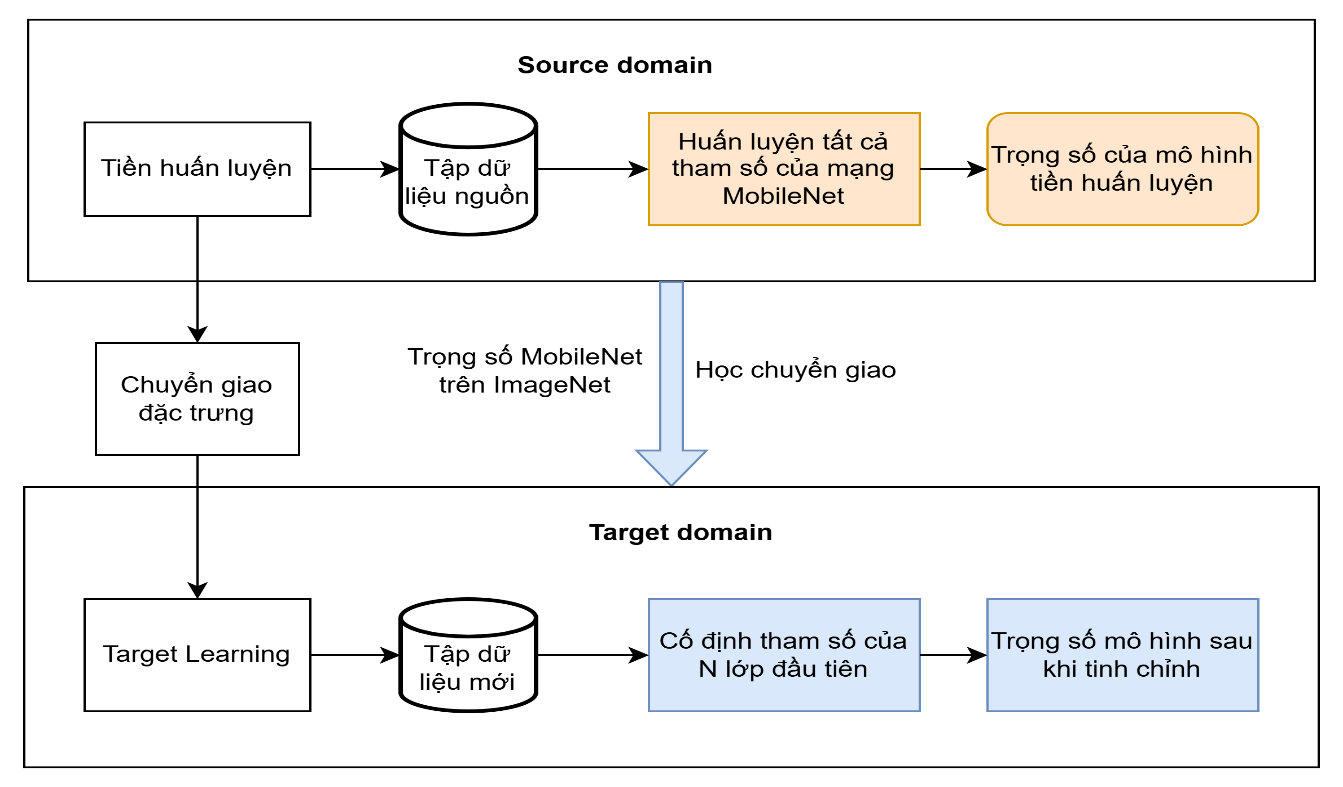 Source domain
Tiền huấn luyện
Tập dữ
liệu nguồn
Huấn luyện tất cả
tham số của mạng
MobileNet
Trọng số của mô hình
tiền huấn luyện
Chuyển giao
đặc trưng
Trọng số MobileNet
trên ImageNet
Học chuyển giao
Target domain
Target Learning
Tập dữ
liệu mới
Cố định tham số của
N lớp đầu tiên
Trọng số mô hình sau
khi tinh chỉnh